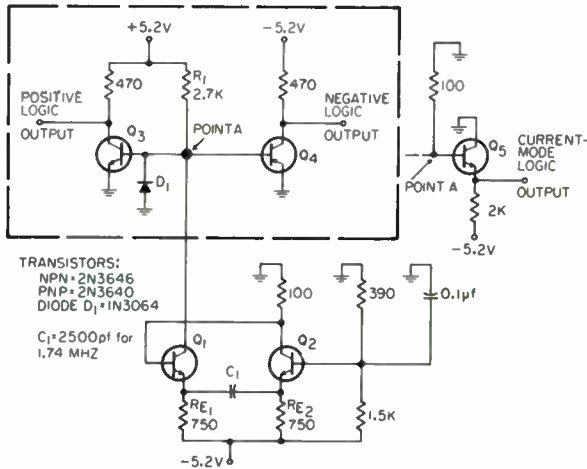 +5.2V
-5.2V
470
R1
2.7K
470
POSITIVE
LOGIC
OUTPUT
Q3
POINT A
NEGATIVE
LOGIC
OUTPUT
Q4
D1
100
Q5
CURRENT-
MODE
LOGIC
OUTPUT
POINT A
2K
-5.2V
TRANSISTORS:
NPN=2N3646
PNP=2N3640
DIODE D1=1N3064
C1=2500pf for
1.74 MHZ
100
390
0.1µf
Q1
Q2
C1
RE1
750
RE2
750
1.5K
-5.2V